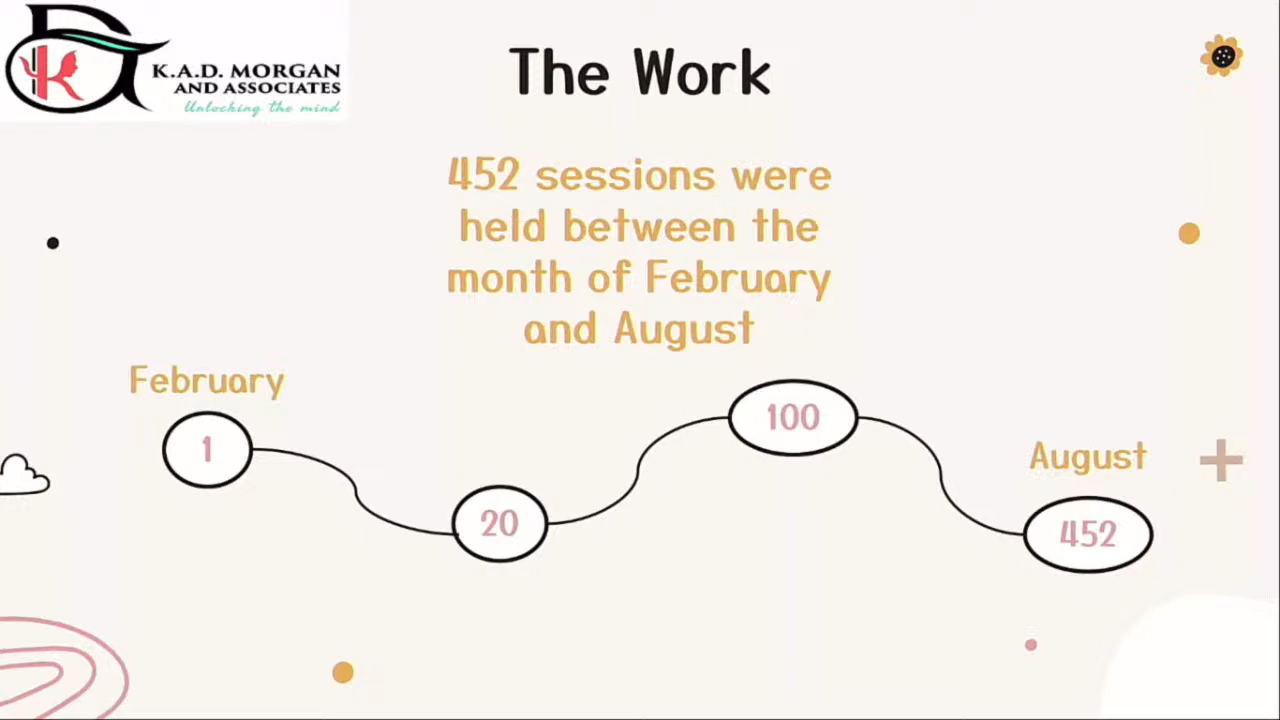 K.A.D. MORGAN
AND ASSOCIATES
Unlocking the mind
The Work
452 sessions were
held between the
month of February
and August
February
1
20
100
August
452